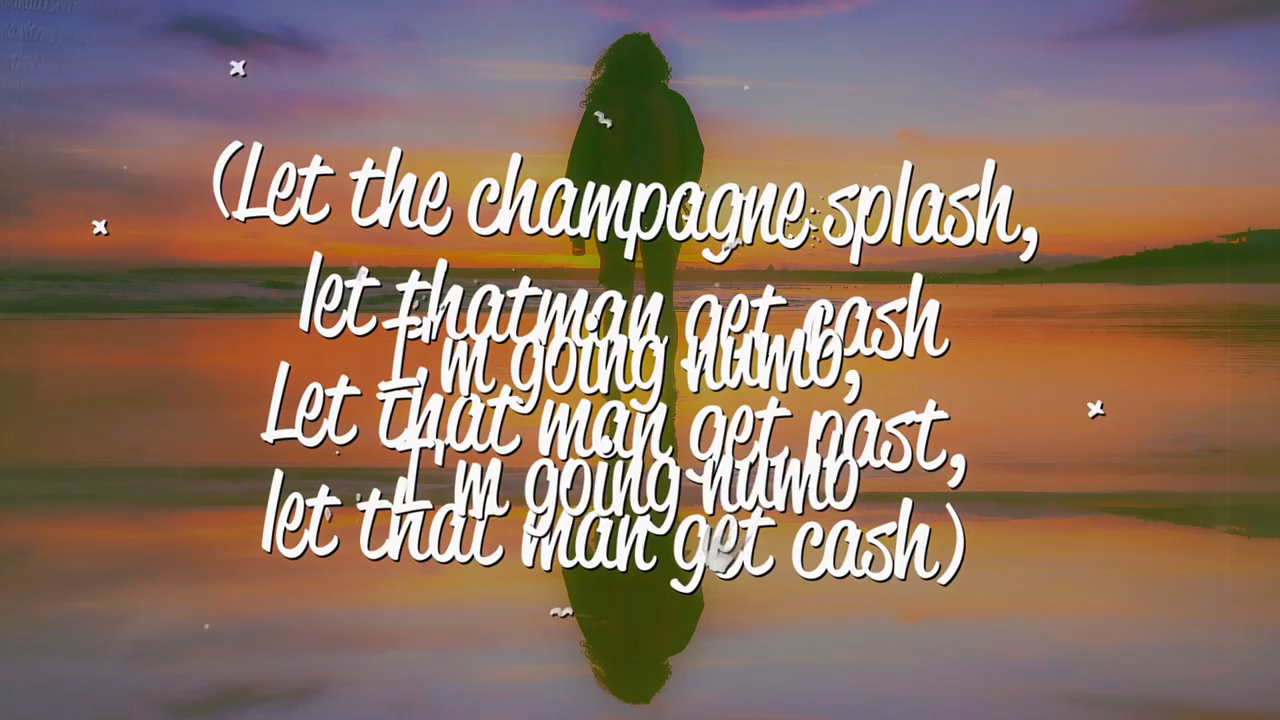 (Let the champagne splash,
let thatman get cash
I'm going numb,
Let that man get past,
I'm going numb
let that man get cash)